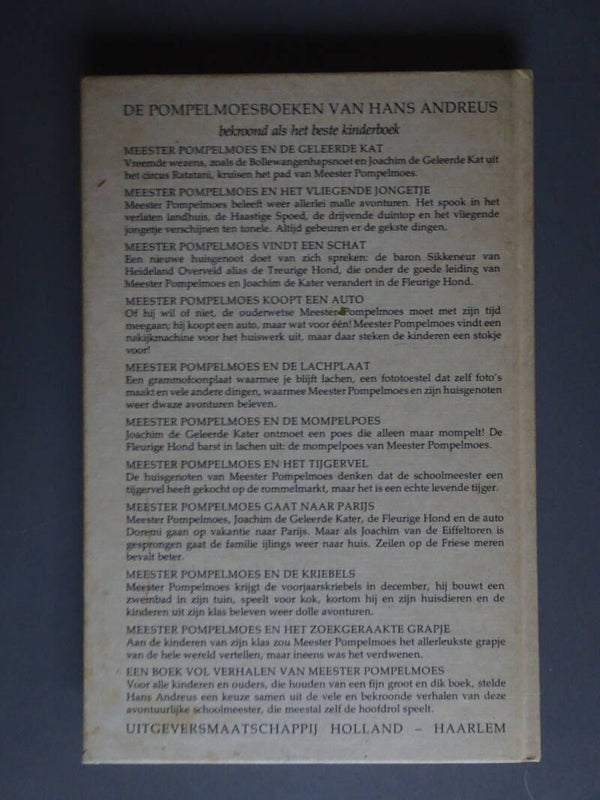 DE POMPELMOESBOEKEN VAN HANS ANDREUS
bekroond als het beste kinderboek
MEESTER POMPELMOES EN DE GELEERDE KAT
Vreemde wezens, zoals de Bollewangenhapsnoet en Joachim de Geleerde Kat uit
het circus Ratatani, kruisen het pad van Meester Pompelmoes.
MEESTER POMPELMOES EN HET VLIEGENDE JONGETJE
Meester Pompelmoes beleeft weer allerlei malle avonturen. Het spook in het
verlaten landhuis, de Haastige Spoed, de drijvende duintop en het vliegende
jongetje verschijnen ten tonele. Altijd gebeuren er de gekste dingen.
MEESTER POMPELMOES VINDT EEN SCHAT
Een nieuwe huisgenoot doet van zich spreken: de baron Sikkeneur van
Heideland Overveld alias de Treurige Hond, die onder de goede leiding van
Meester Pompelmoes en Joachim de Kater verandert in de Fleurige Hond.
MEESTER POMPELMOES KOOPT EEN AUTO
Of hij wil of niet, de ouderwetse Meester Pompelmoes moet met zijn tijd
meegaan; hij koopt een auto, maar wat voor één! Meester Pompelmoes vindt een
nakijkmachine voor het huiswerk uit, maar daar steken de kinderen een stokje
voor!
MEESTER POMPELMOES EN DE LACHPLAAT
Een grammofoonplaat waarmee je blijft lachen, een fototoestel dat zelf foto's
maakt en vele andere dingen, waarmee Meester Pompelmoes en zijn huisgenoten
weer dwaze avonturen beleven.
MEESTER POMPELMOES EN DE MOMPELPOES
Joachim de Geleerde Kater ontmoet een poes die alleen maar mompelt! De
Fleurige Hond barst in lachen uit: de mompelpoes van Meester Pompelmoes.
MEESTER POMPELMOES EN HET TIJGERVEL
De huisgenoten van Meester Pompelmoes denken dat de schoolmeester een
tijgervel heeft gekocht op de rommelmarkt, maar het is een echte levende tijger.
MEESTER POMPELMOES GAAT NAAR PARIJS
Meester Pompelmoes, Joachim de Geleerde Kater, de Fleurige Hond en de auto
Doremi gaan op vakantie naar Parijs. Maar als Joachim van de Eiffeltoren is
gesprongen gaat de familie ijlings weer naar huis. Zeilen op de Friese meren
bevalt beter.
MEESTER POMPELMOES EN DE KRIEBELS
Meester Pompelmoes krijgt de voorjaarskriebels in december, hij bouwt een
zwembad in zijn tuin, speelt voor kok, kortom hij en zijn huisdieren en de
kinderen uit zijn klas beleven weer dolle avonturen.
MEESTER POMPELMOES EN HET ZOEKGERAAKTE GRAPJE
Aan de kinderen van zijn klas zou Meester Pompelmoes het allerleukste grapje
van de hele wereld vertellen, maar ineens was het verdwenen.
EEN BOEK VOL VERHALEN VAN MEESTER POMPELMOES
Voor alle kinderen en ouders, die houden van een fijn groot en dik boek, stelde
Hans Andreus een keuze samen uit de vele en bekroonde verhalen van deze
avontuurlijke schoolmeester, die meestal zelf de hoofdrol speelt.
UITGEVERSMAATSCHAPPIJ HOLLAND – HAARLEM